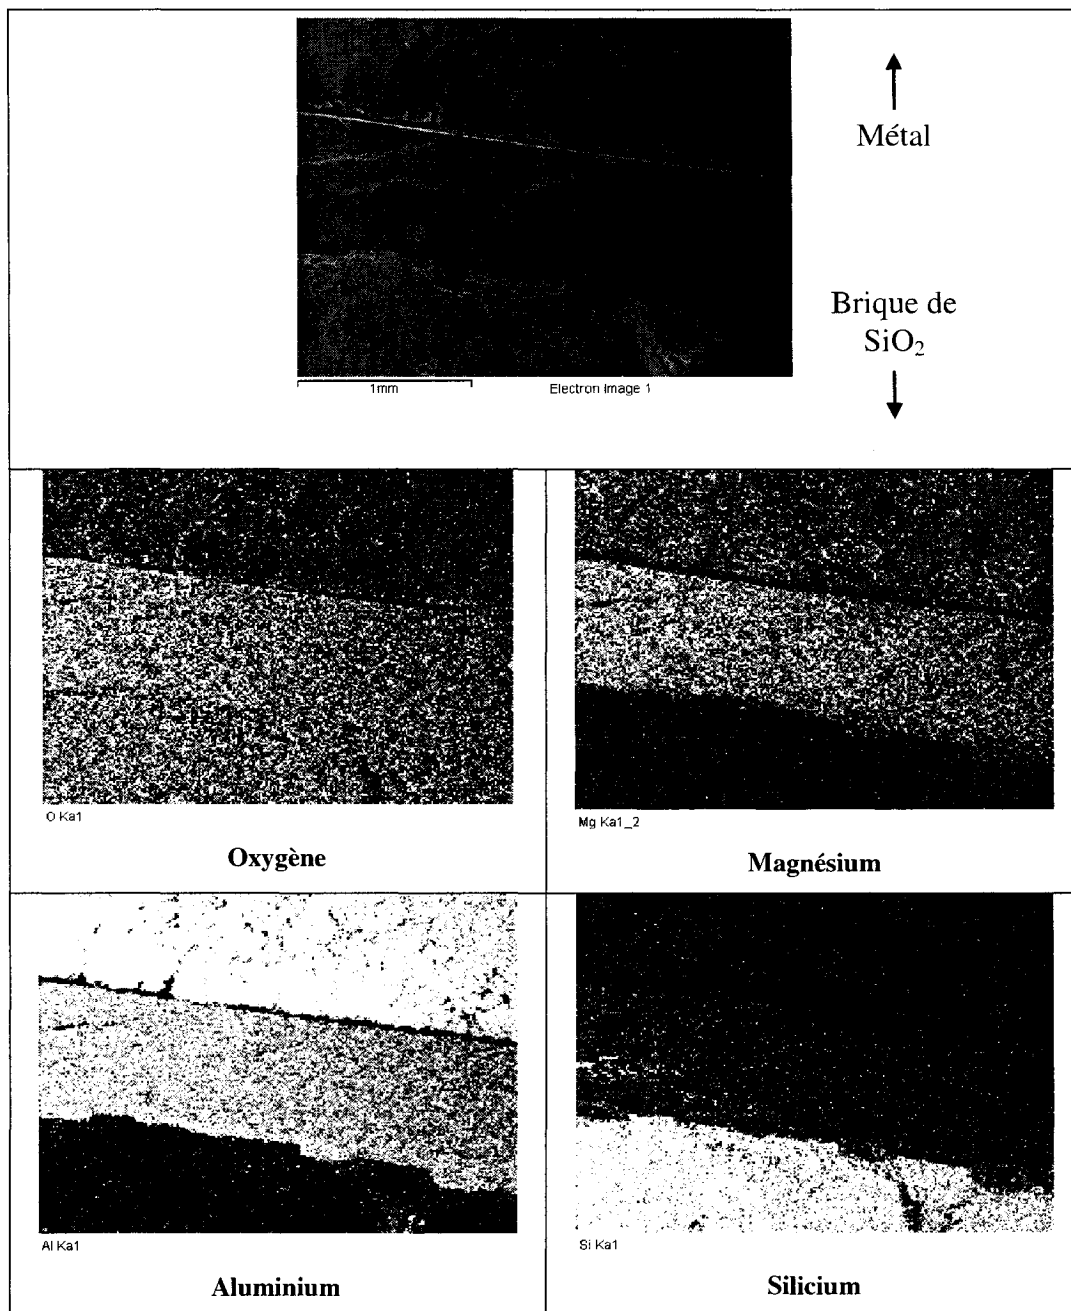 Métal
Brique de
SiO₂
1mm
Electron Image 1
O Ka1
Oxygène
Mg Ka1_2
Magnésium
Al Ka1
Aluminium
Si Ka1
Silicium